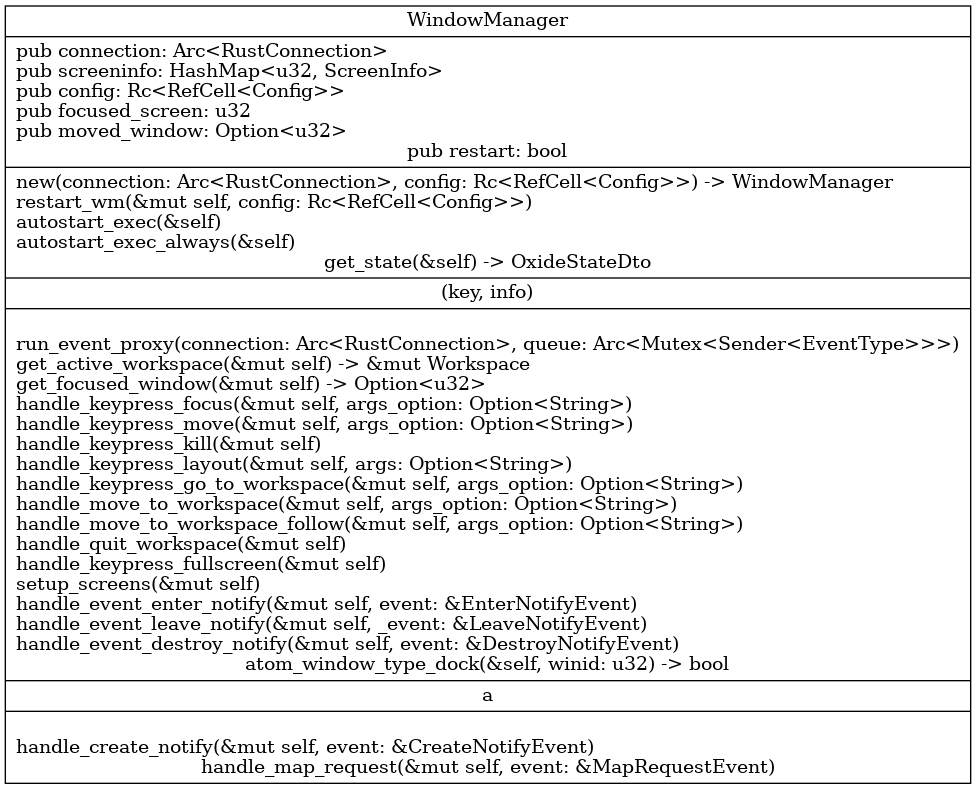 WindowManager
pub connection: Arc<RustConnection>
pub screeninfo: HashMap<u32, ScreenInfo>
pub config: Rc<RefCell<Config>>
pub focused_screen: u32
pub moved_window: Option<u32>
pub restart: bool
new(connection: Arc<RustConnection>, config: Rc<RefCell<Config>>) -> WindowManager
restart_wm(&mut self, config: Rc<RefCell<Config>>)
autostart_exec(&self)
autostart_exec_always(&self)
get_state(&self) -> OxideStateDto
(key, info)
run_event_proxy(connection: Arc<RustConnection>, queue: Arc<Mutex<Sender<EventType>>>)
get_active_workspace(&mut self) -> &mut Workspace
get_focused_window(&mut self) -> Option<u32>
handle_keypress_focus(&mut self, args_option: Option<String>)
handle_keypress_move(&mut self, args_option: Option<String>)
handle_keypress_kill(&mut self)
handle_keypress_layout(&mut self, args: Option<String>)
handle_keypress_go_to_workspace(&mut self, args_option: Option<String>)
handle_move_to_workspace(&mut self, args_option: Option<String>)
handle_move_to_workspace_follow(&mut self, args_option: Option<String>)
handle_quit_workspace(&mut self)
handle_keypress_fullscreen(&mut self)
setup_screens(&mut self)
handle_event_enter_notify(&mut self, event: &EnterNotifyEvent)
handle_event_leave_notify(&mut self, _event: &LeaveNotifyEvent)
handle_event_destroy_notify(&mut self, event: &DestroyNotifyEvent)
atom_window_type_dock(&self, winid: u32) -> bool
a
handle_create_notify(&mut self, event: &CreateNotifyEvent)
handle_map_request(&mut self, event: &MapRequestEvent)